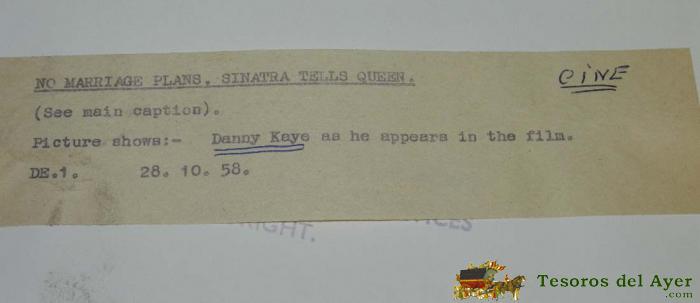 NO MARRIAGE PLANS, SINATRA TELLS QUEEN.
CINE
(See main caption).
Picture shows:- Danny Kaye as he appears in the film.
DE.1. 28. 10. 58.
RIGHT.
Tesoros del Ayer
.com